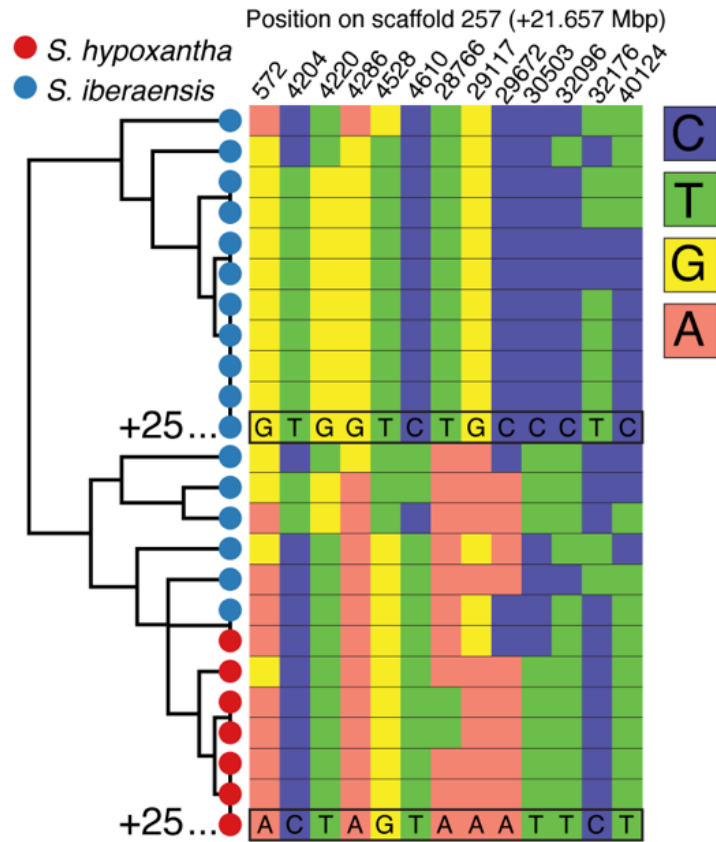 Position on scaffold 257 (+21.657 Mbp)
S. hypoxantha
S. iberaensis
572 4204 4220 4286 4528 4610 28766 29117 29672 30503 32096 32176 40124
C
T
G
A
+25... G T G G T C T G C C C T C
+25... A C T A G T A A A T T C T